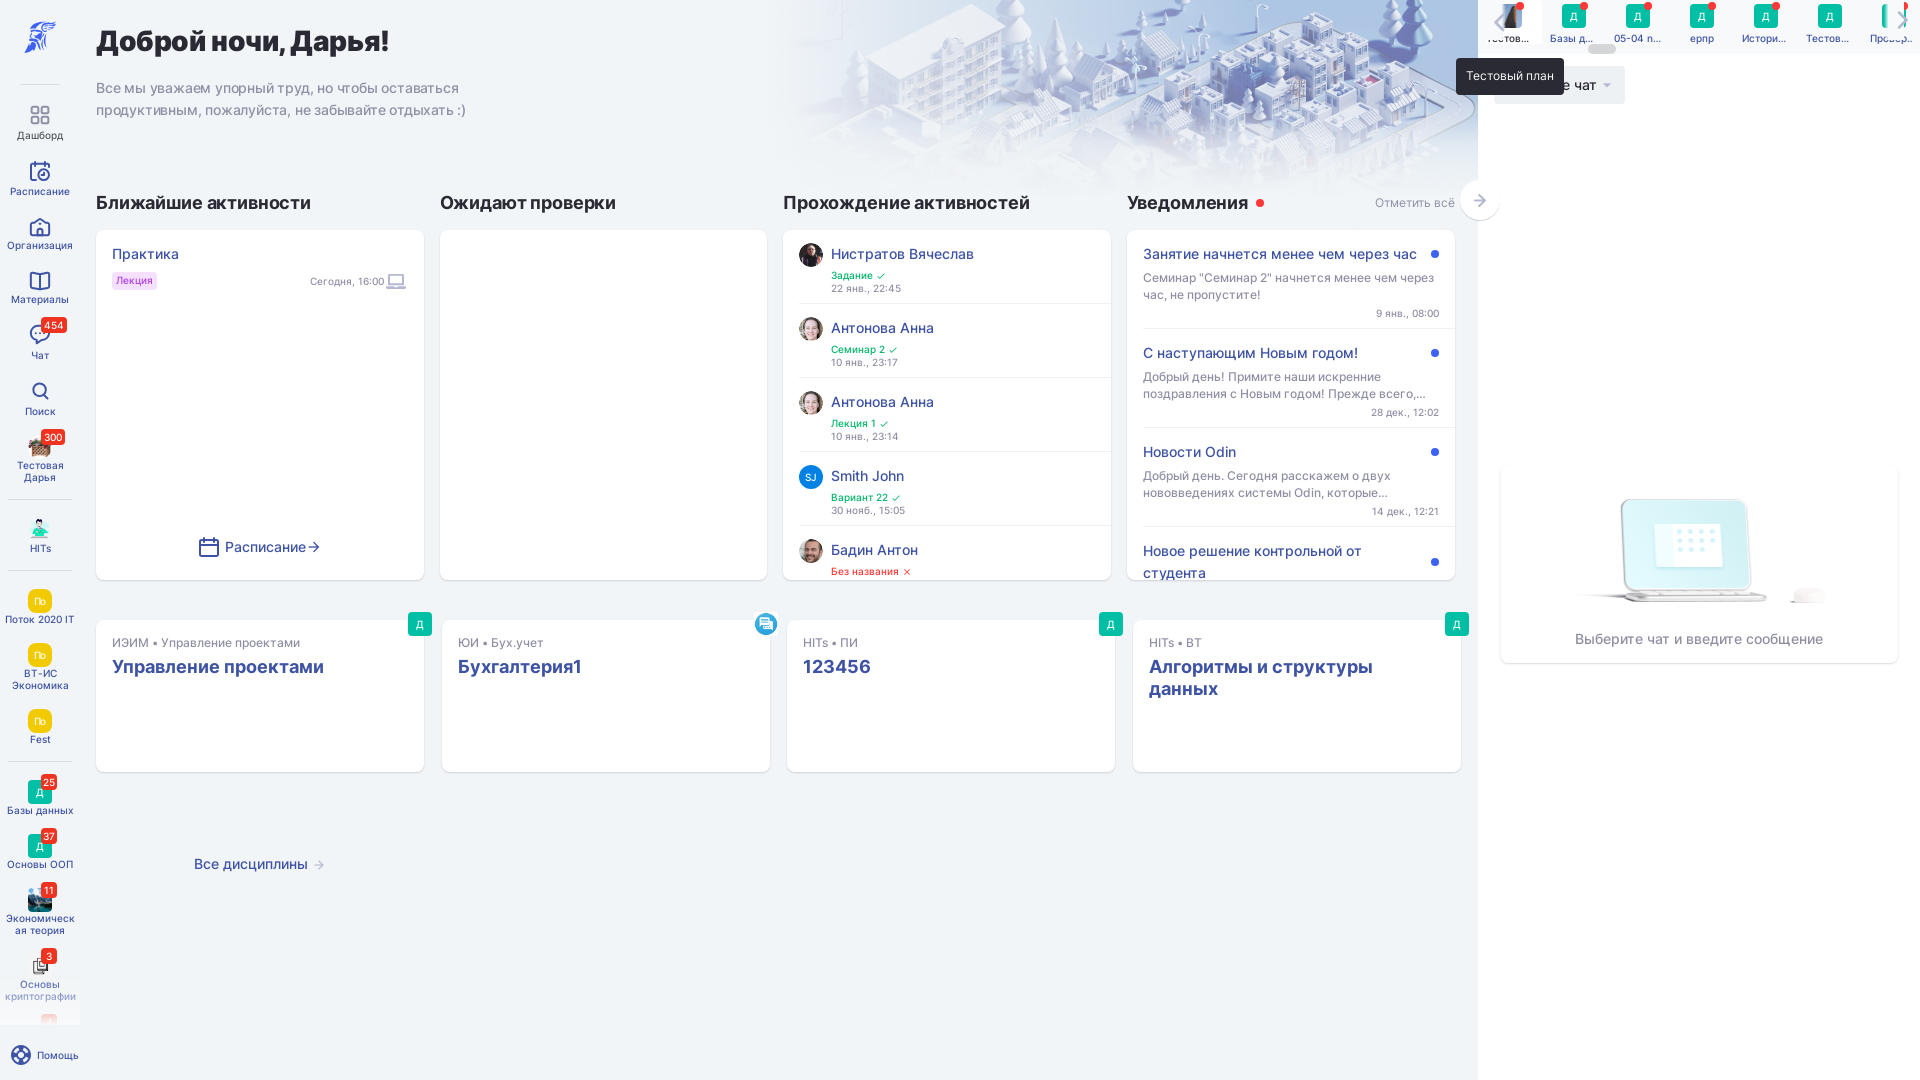 Дашборд
Расписание
Организация
Материалы
454
Чат
Поиск
300
Тестовая
Дарья
HITs
По
Поток 2020 IT
По
ВТ-ИС
Экономика
По
Fest
25
Д
Базы данных
37
Д
Основы ООП
11
Экономическ
ая теория
3
Основы
криптографии
Помощь
Доброй ночи, Дарья!
Все мы уважаем упорный труд, но чтобы оставаться
продуктивным, пожалуйста, не забывайте отдыхать :)
Ближайшие активности
Практика
Лекция
Сегодня, 16:00
Расписание
Ожидают проверки
Прохождение активностей
Нистратов Вячеслав
Задание
22 янв., 22:45
Антонова Анна
Семинар 2
10 янв., 23:17
Антонова Анна
Лекция 1
10 янв., 23:14
SJ
Smith John
Вариант 22
30 нояб., 15:05
Бадин Антон
Без названия
Уведомления
Отметить всё
Занятие начнется менее чем через час
Семинар "Семинар 2" начнется менее чем через
час, не пропустите!
9 янв., 08:00
С наступающим Новым годом!
Добрый день! Примите наши искренние
поздравления с Новым годом! Прежде всего,...
28 дек., 12:02
Новости Odin
Добрый день. Сегодня расскажем о двух
нововведениях системы Odin, которые...
14 дек., 12:21
Новое решение контрольной от
студента
Д
ИЭИМ • Управление проектами
Управление проектами
ЮИ • Бух.учет
Бухгалтерия1
Д
HITs • ПИ
123456
Д
HITs • ВТ
Алгоритмы и структуры
данных
Все дисциплины
Д
Д
Д
Д
Д
Базы д...
05-04 n...
ерпр
Истори...
Тестов...
Тестовый план
е чат
Выберите чат и введите сообщение